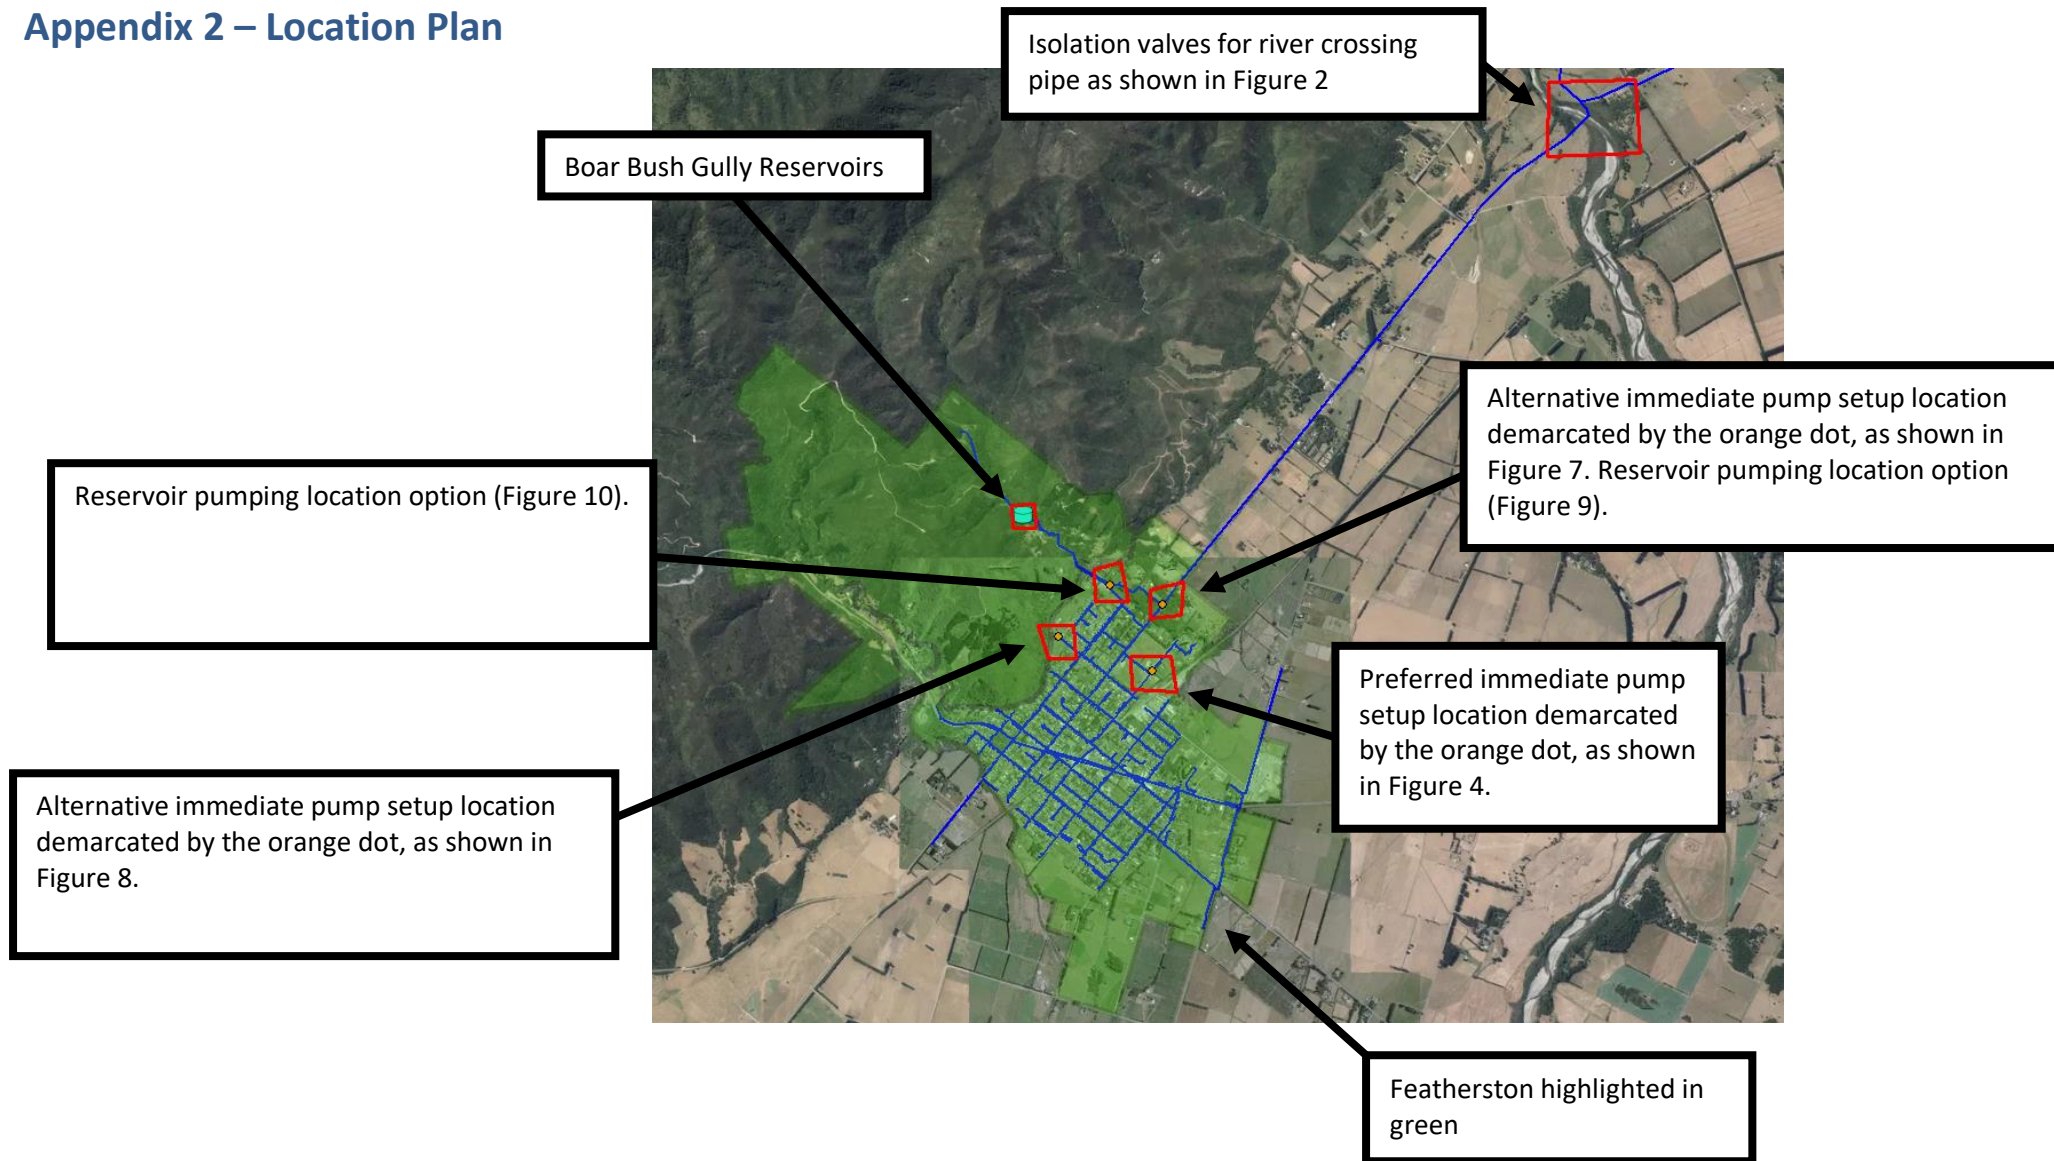 Appendix 2 – Location Plan
Isolation valves for river crossing
pipe as shown in Figure 2
Boar Bush Gully Reservoirs
Alternative immediate pump setup location
demarcated by the orange dot, as shown in
Figure 7. Reservoir pumping location option
(Figure 9).
Reservoir pumping location option (Figure 10).
Preferred immediate pump
setup location demarcated
by the orange dot, as shown
in Figure 4.
Alternative immediate pump setup location
demarcated by the orange dot, as shown in
Figure 8.
Featherston highlighted in
green